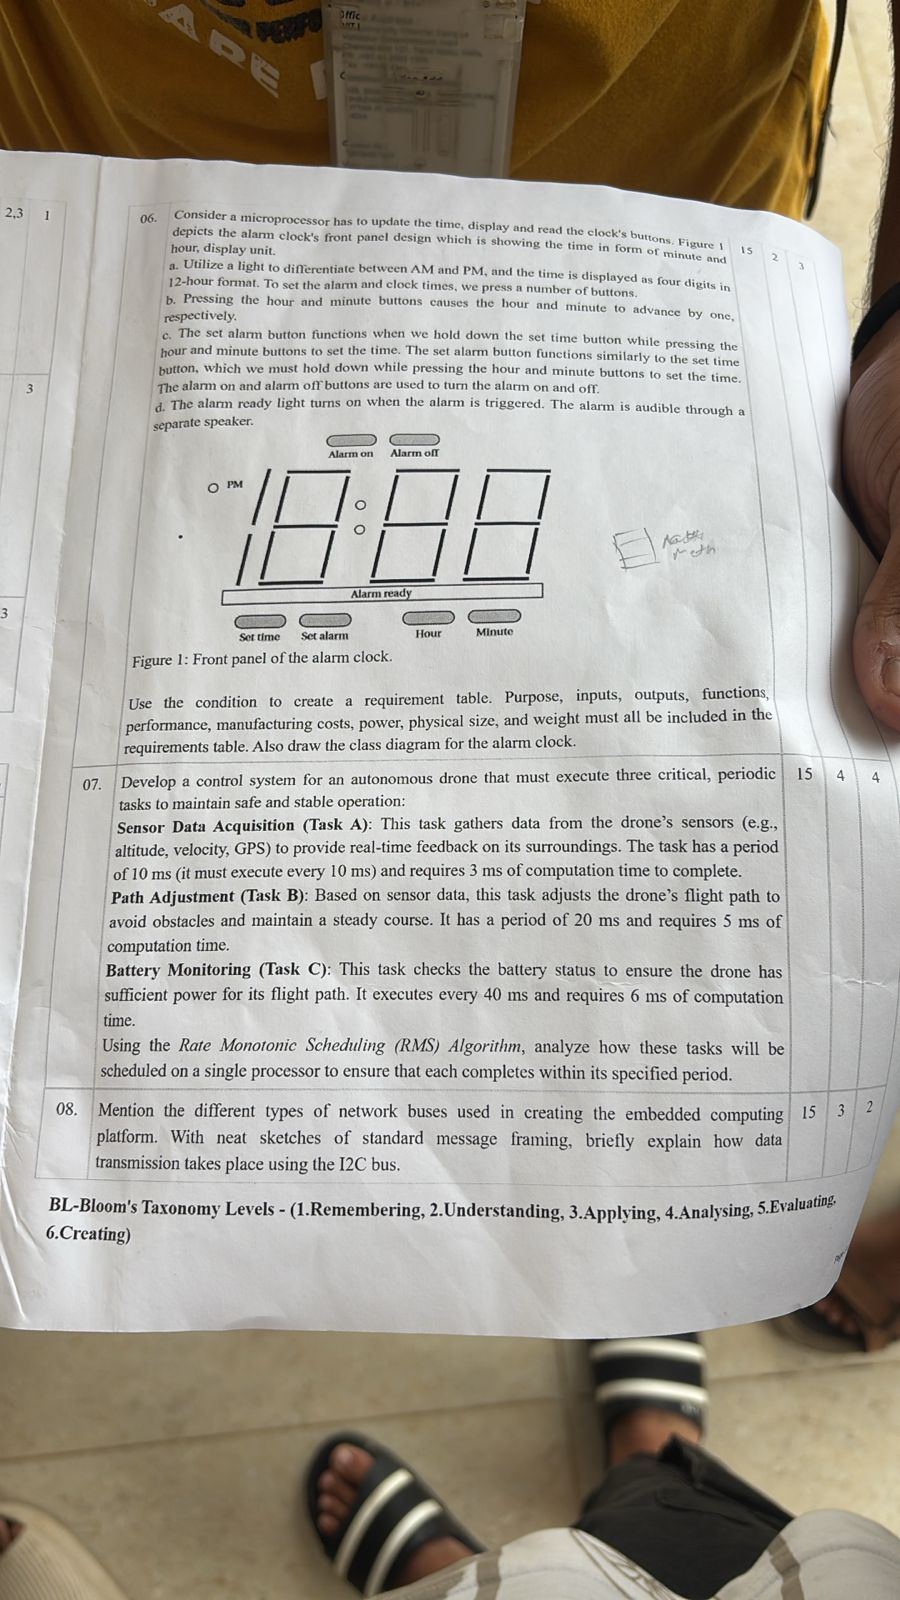 ARE
PERFO
Offic
2,3 1
06. Consider a microprocessor has to update the time, display and read the clock's buttons. Figure 1 15 2 3
depicts the alarm clock's front panel design which is showing the time in form of minute and
hour, display unit.
a. Utilize a light to differentiate between AM and PM, and the time is displayed as four digits in
12-hour format. To set the alarm and clock times, we press a number of buttons.
b. Pressing the hour and minute buttons causes the hour and minute to advance by one,
respectively.
c. The set alarm button functions when we hold down the set time button while pressing the
hour and minute buttons to set the time. The set alarm button functions similarly to the set time
button, which we must hold down while pressing the hour and minute buttons to set the time.
The alarm on and alarm off buttons are used to turn the alarm on and off.
3
d. The alarm ready light turns on when the alarm is triggered. The alarm is audible through a
separate speaker.
Alarm on Alarm off
PM
18:88
Alarm ready
3
Set time Set alarm Hour Minute
Figure 1: Front panel of the alarm clock.
Use the condition to create a requirement table. Purpose, inputs, outputs, functions,
performance, manufacturing costs, power, physical size, and weight must all be included in the
requirements table. Also draw the class diagram for the alarm clock.
07. Develop a control system for an autonomous drone that must execute three critical, periodic 15 4 4
tasks to maintain safe and stable operation:
Sensor Data Acquisition (Task A): This task gathers data from the drone's sensors (e.g.,
altitude, velocity, GPS) to provide real-time feedback on its surroundings. The task has a period
of 10 ms (it must execute every 10 ms) and requires 3 ms of computation time to complete.
Path Adjustment (Task B): Based on sensor data, this task adjusts the drone's flight path to
avoid obstacles and maintain a steady course. It has a period of 20 ms and requires 5 ms of
computation time.
Battery Monitoring (Task C): This task checks the battery status to ensure the drone has
sufficient power for its flight path. It executes every 40 ms and requires 6 ms of computation
time.
Using the Rate Monotonic Scheduling (RMS) Algorithm, analyze how these tasks will be
scheduled on a single processor to ensure that each completes within its specified period.
08. Mention the different types of network buses used in creating the embedded computing 15 3 2
platform. With neat sketches of standard message framing, briefly explain how data
transmission takes place using the I2C bus.
BL-Bloom's Taxonomy Levels - (1.Remembering, 2.Understanding, 3.Applying, 4.Analysing, 5.Evaluating,
6.Creating)